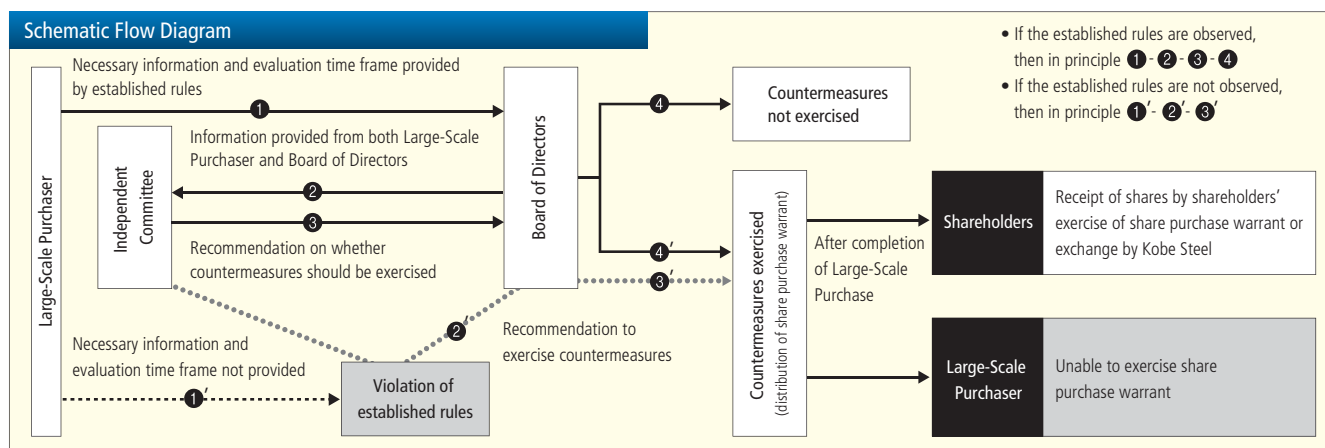 Schematic Flow Diagram
• If the established rules are observed,
then in principle ❶-❷-❸-❹
• If the established rules are not observed,
then in principle ❶′-❷′-❸′
Large-Scale Purchaser
Necessary information and evaluation time frame provided
by established rules
❶
Information provided from both Large-Scale
Purchaser and Board of Directors
Independent
Committee
❷
❸
Recommendation on whether
countermeasures should be exercised
Board of Directors
❹
Countermeasures
not exercised
❹′
❸′
❷′
Recommendation to
exercise countermeasures
Necessary information and
evaluation time frame not provided
❶′
Violation of
established rules
Countermeasures exercised
(distribution of share purchase warrant)
After completion
of Large-Scale
Purchase
Shareholders
Receipt of shares by shareholders’
exercise of share purchase warrant or
exchange by Kobe Steel
Large-Scale
Purchaser
Unable to exercise share
purchase warrant